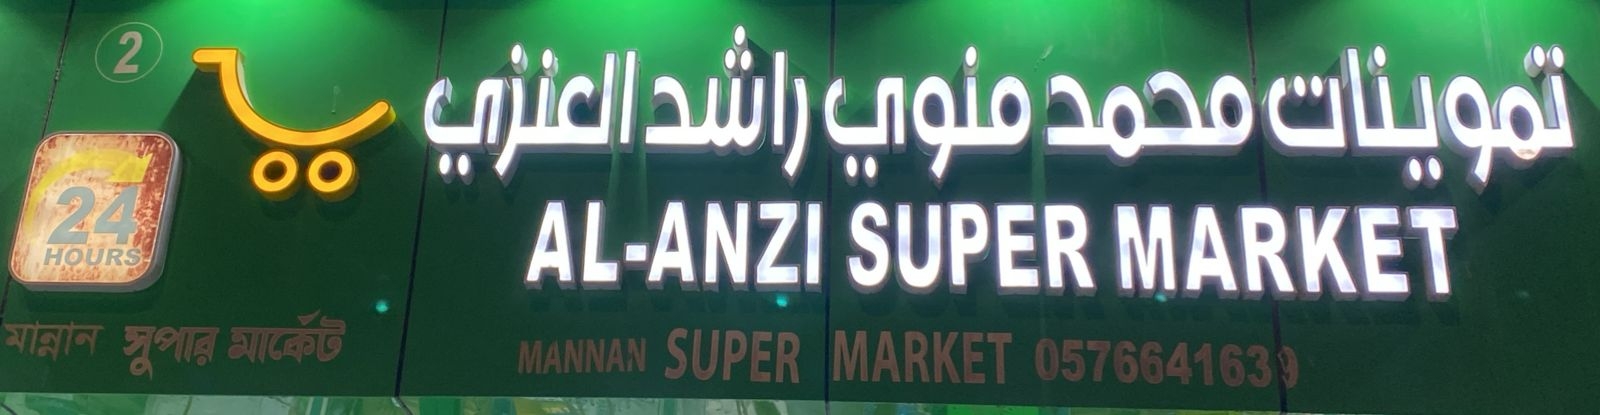 2
تموينات محمد منوي راشد العنزي
AL-ANZI SUPER MARKET
24
HOURS
মান্নান সুপার মার্কেট
MANNAN SUPER MARKET 0576641639